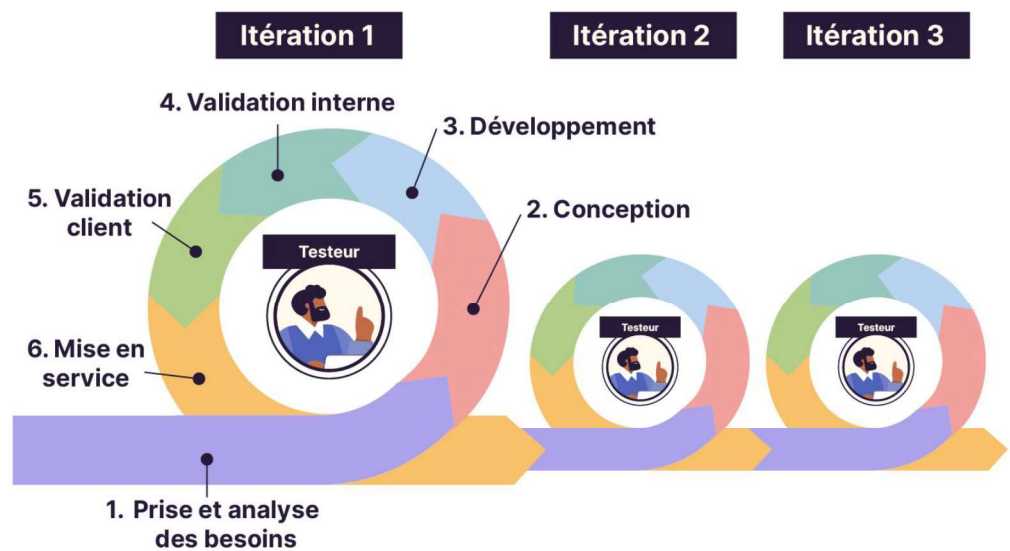 Itération 1
Itération 2
Itération 3
4. Validation interne
3. Développement
5. Validation
client
2. Conception
Testeur
Testeur
Testeur
6. Mise en
service
1. Prise et analyse
des besoins